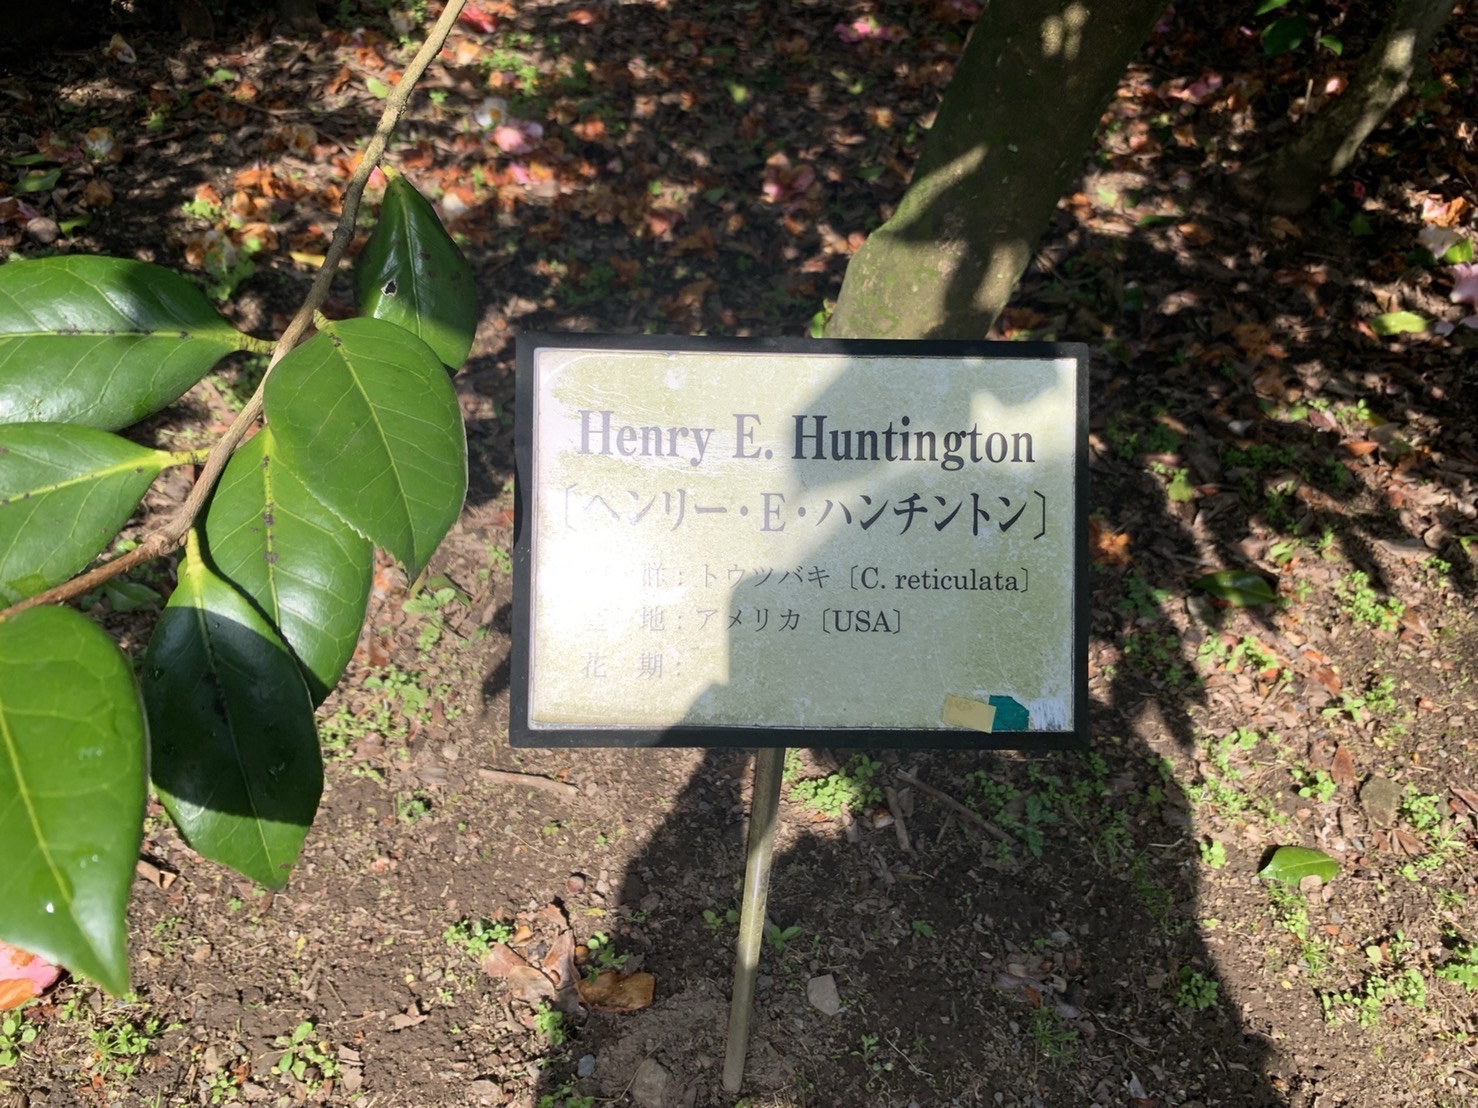 Henry E. Huntington
〔ヘンリー・E・ハンチントン〕
群：トウツバキ〔C. reticulata〕
地：アメリカ〔USA〕
花　期：